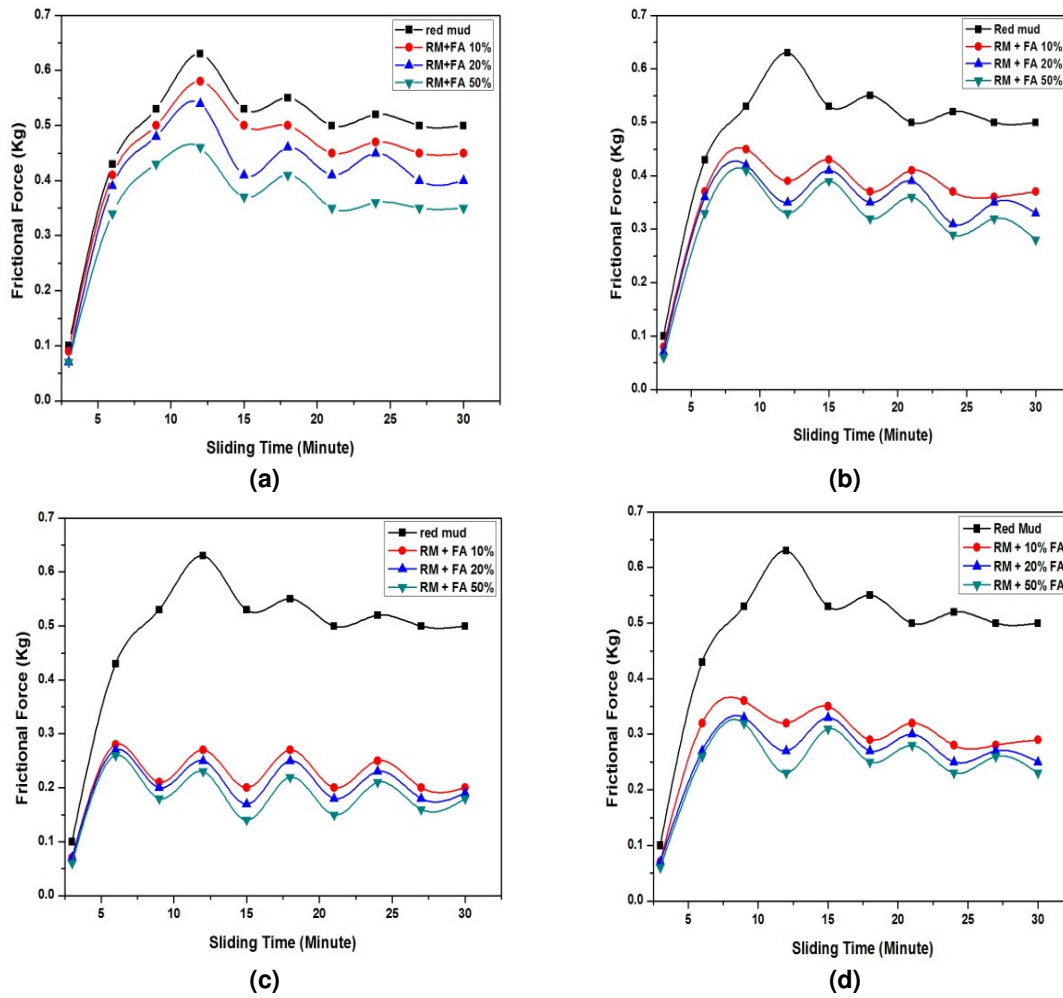 0.7
0.6
0.5
0.4
0.3
0.2
0.1
0.0
Frictional Force (Kg)
red mud
RM+FA 10%
RM+FA 20%
RM+FA 50%
5 10 15 20 25 30
Sliding Time (Minute)
(a)
0.7
0.6
0.5
0.4
0.3
0.2
0.1
0.0
Frictional Force (Kg)
Red mud
RM + FA 10%
RM + FA 20%
RM + FA 50%
5 10 15 20 25 30
Sliding Time (Minute)
(b)
0.7
0.6
0.5
0.4
0.3
0.2
0.1
0.0
Frictional Force (Kg)
red mud
RM + FA 10%
RM + FA 20%
RM + FA 50%
5 10 15 20 25 30
Sliding Time (Minute)
(c)
0.7
0.6
0.5
0.4
0.3
0.2
0.1
0.0
Frictional Force (Kg)
Red Mud
RM + 10% FA
RM + 20% FA
RM + 50% FA
5 10 15 20 25 30
Sliding Time (Minute)
(d)